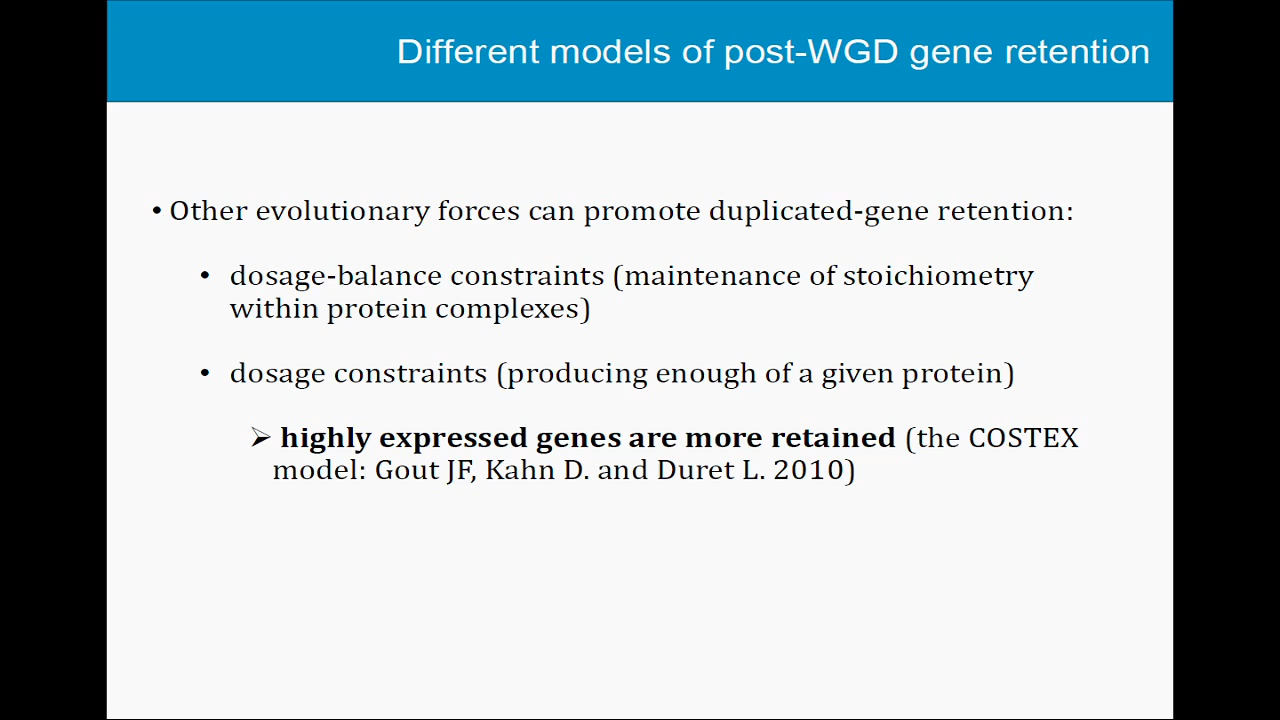 Different models of post-WGD gene retention
• Other evolutionary forces can promote duplicated-gene retention:
• dosage-balance constraints (maintenance of stoichiometry
within protein complexes)
• dosage constraints (producing enough of a given protein)
➢ highly expressed genes are more retained (the COSTEX
model: Gout JF, Kahn D. and Duret L. 2010)